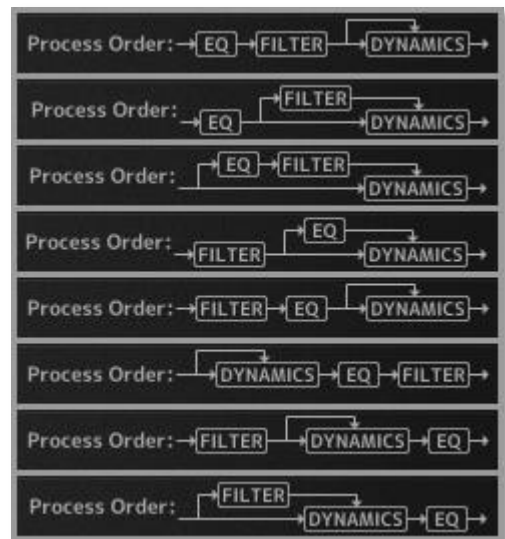 Process Order: EQ FILTER DYNAMICS
FILTER
Process Order: EQ DYNAMICS
EQ FILTER
Process Order: DYNAMICS
EQ
Process Order: FILTER DYNAMICS
Process Order: FILTER EQ DYNAMICS
Process Order: DYNAMICS EQ FILTER
Process Order: FILTER DYNAMICS EQ
FILTER
Process Order: DYNAMICS EQ